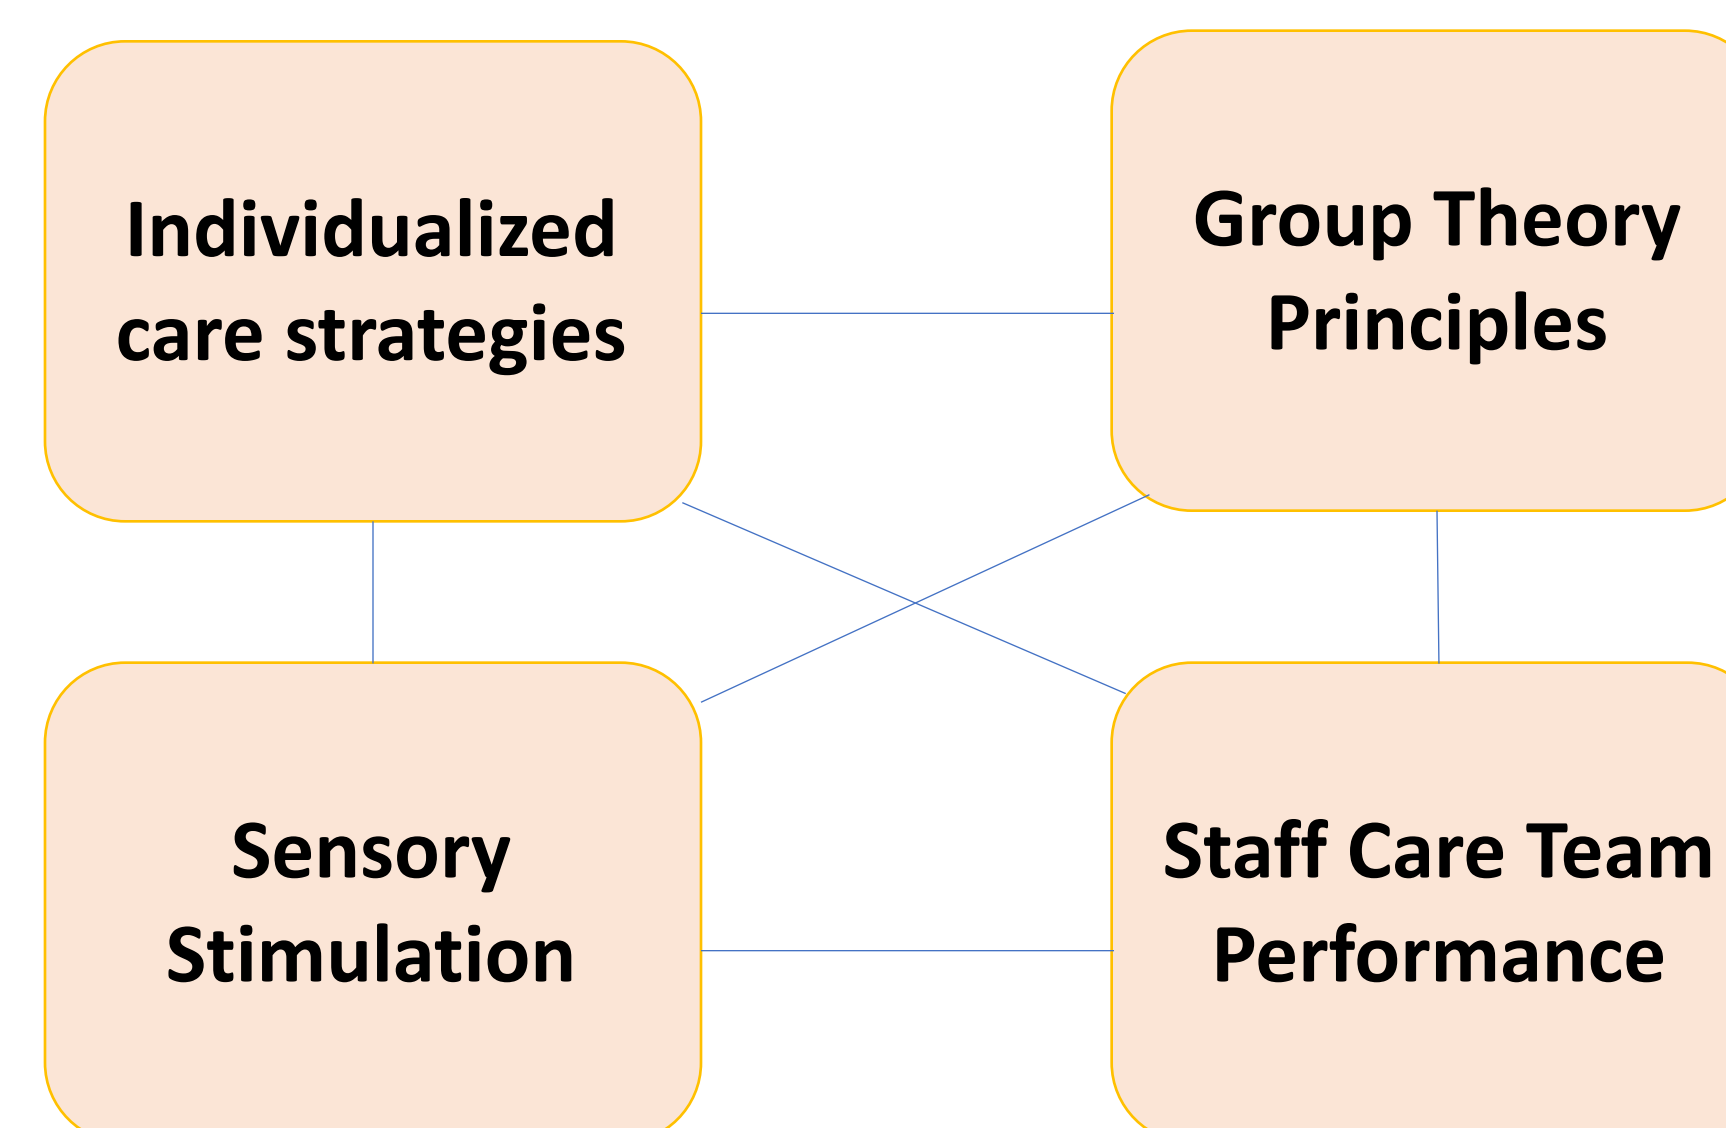 Individualized
care strategies
Group Theory
Principles
Sensory
Stimulation
Staff Care Team
Performance